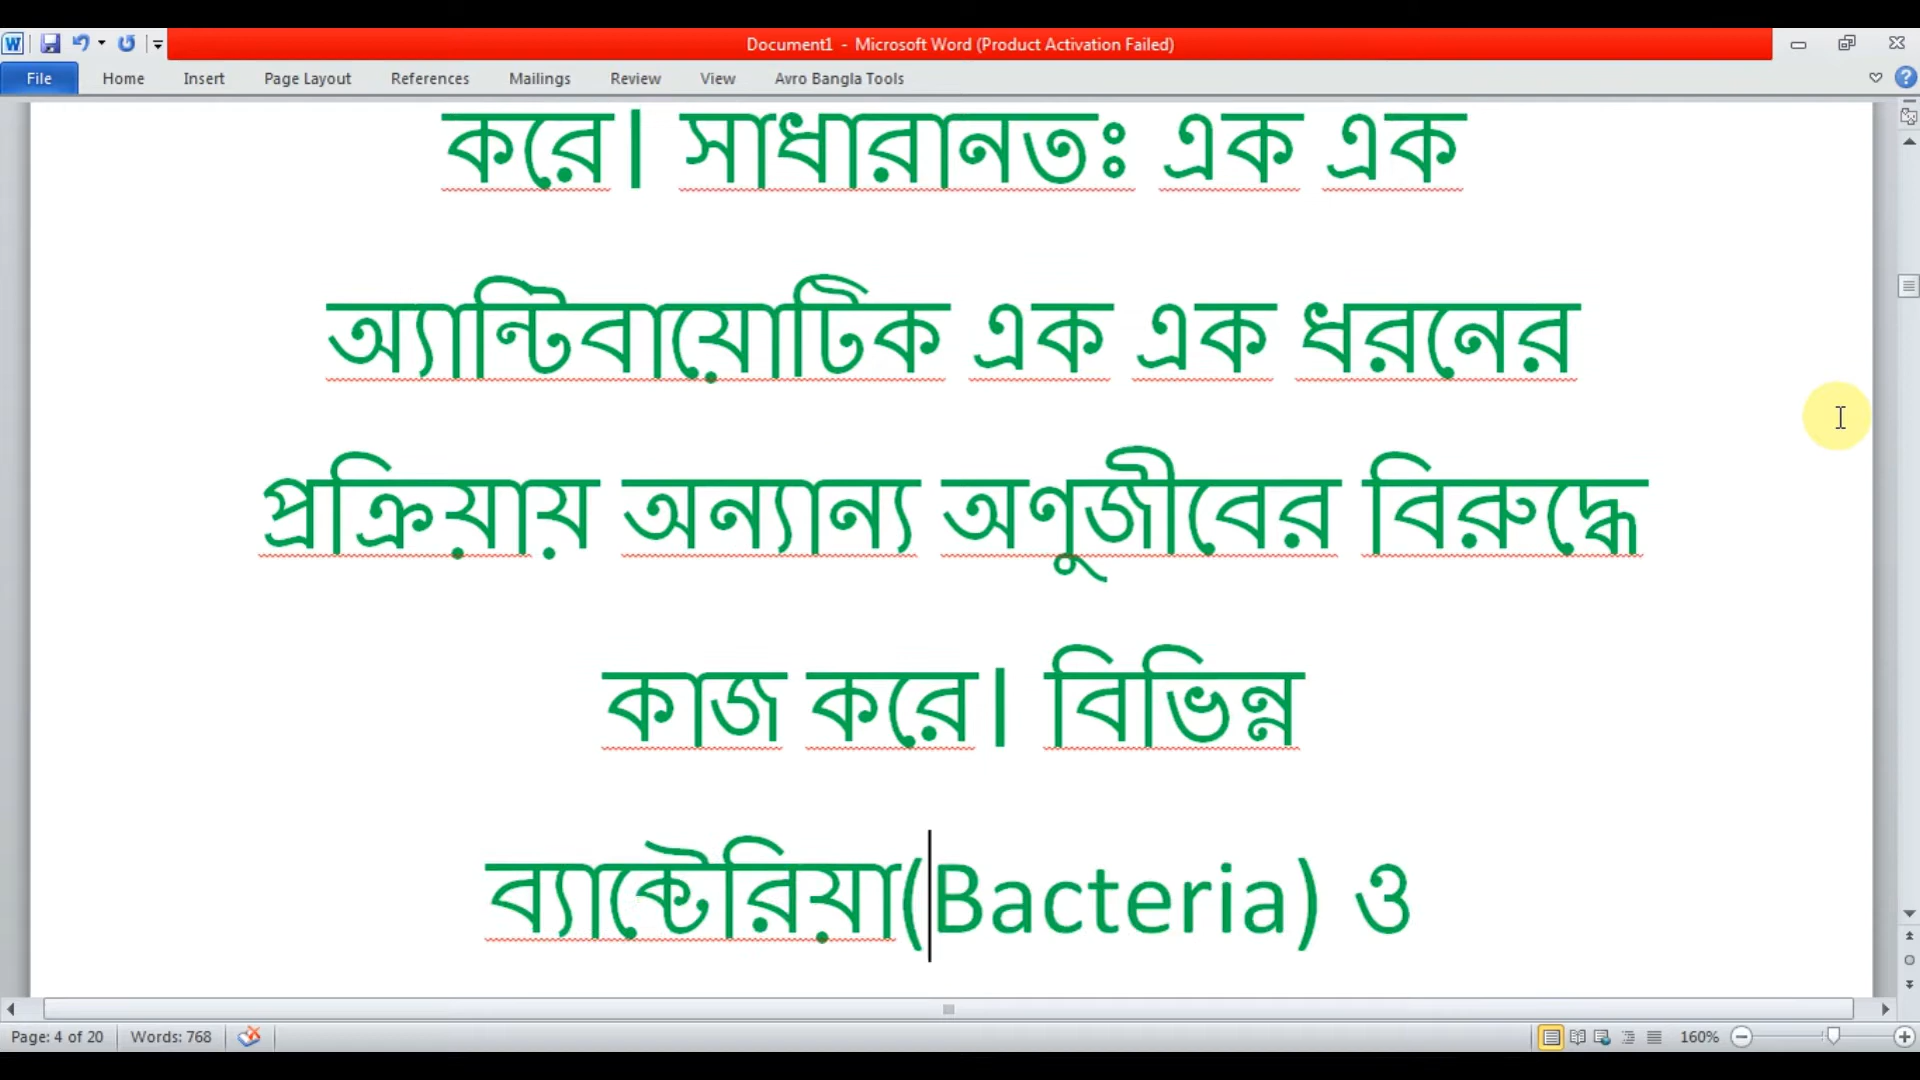 Document1 - Microsoft Word (Product Activation Failed)
File Home Insert Page Layout References Mailings Review View Avro Bangla Tools
করে। সাধারানতঃ এক এক
অ্যান্টিবায়োটিক এক এক ধরনের
প্রক্রিয়ায় অন্যান্য অণুজীবের বিরুদ্ধে
কাজ করে। বিভিন্ন
ব্যাক্টেরিয়া(Bacteria) ও
Page: 4 of 20 Words: 768 160%